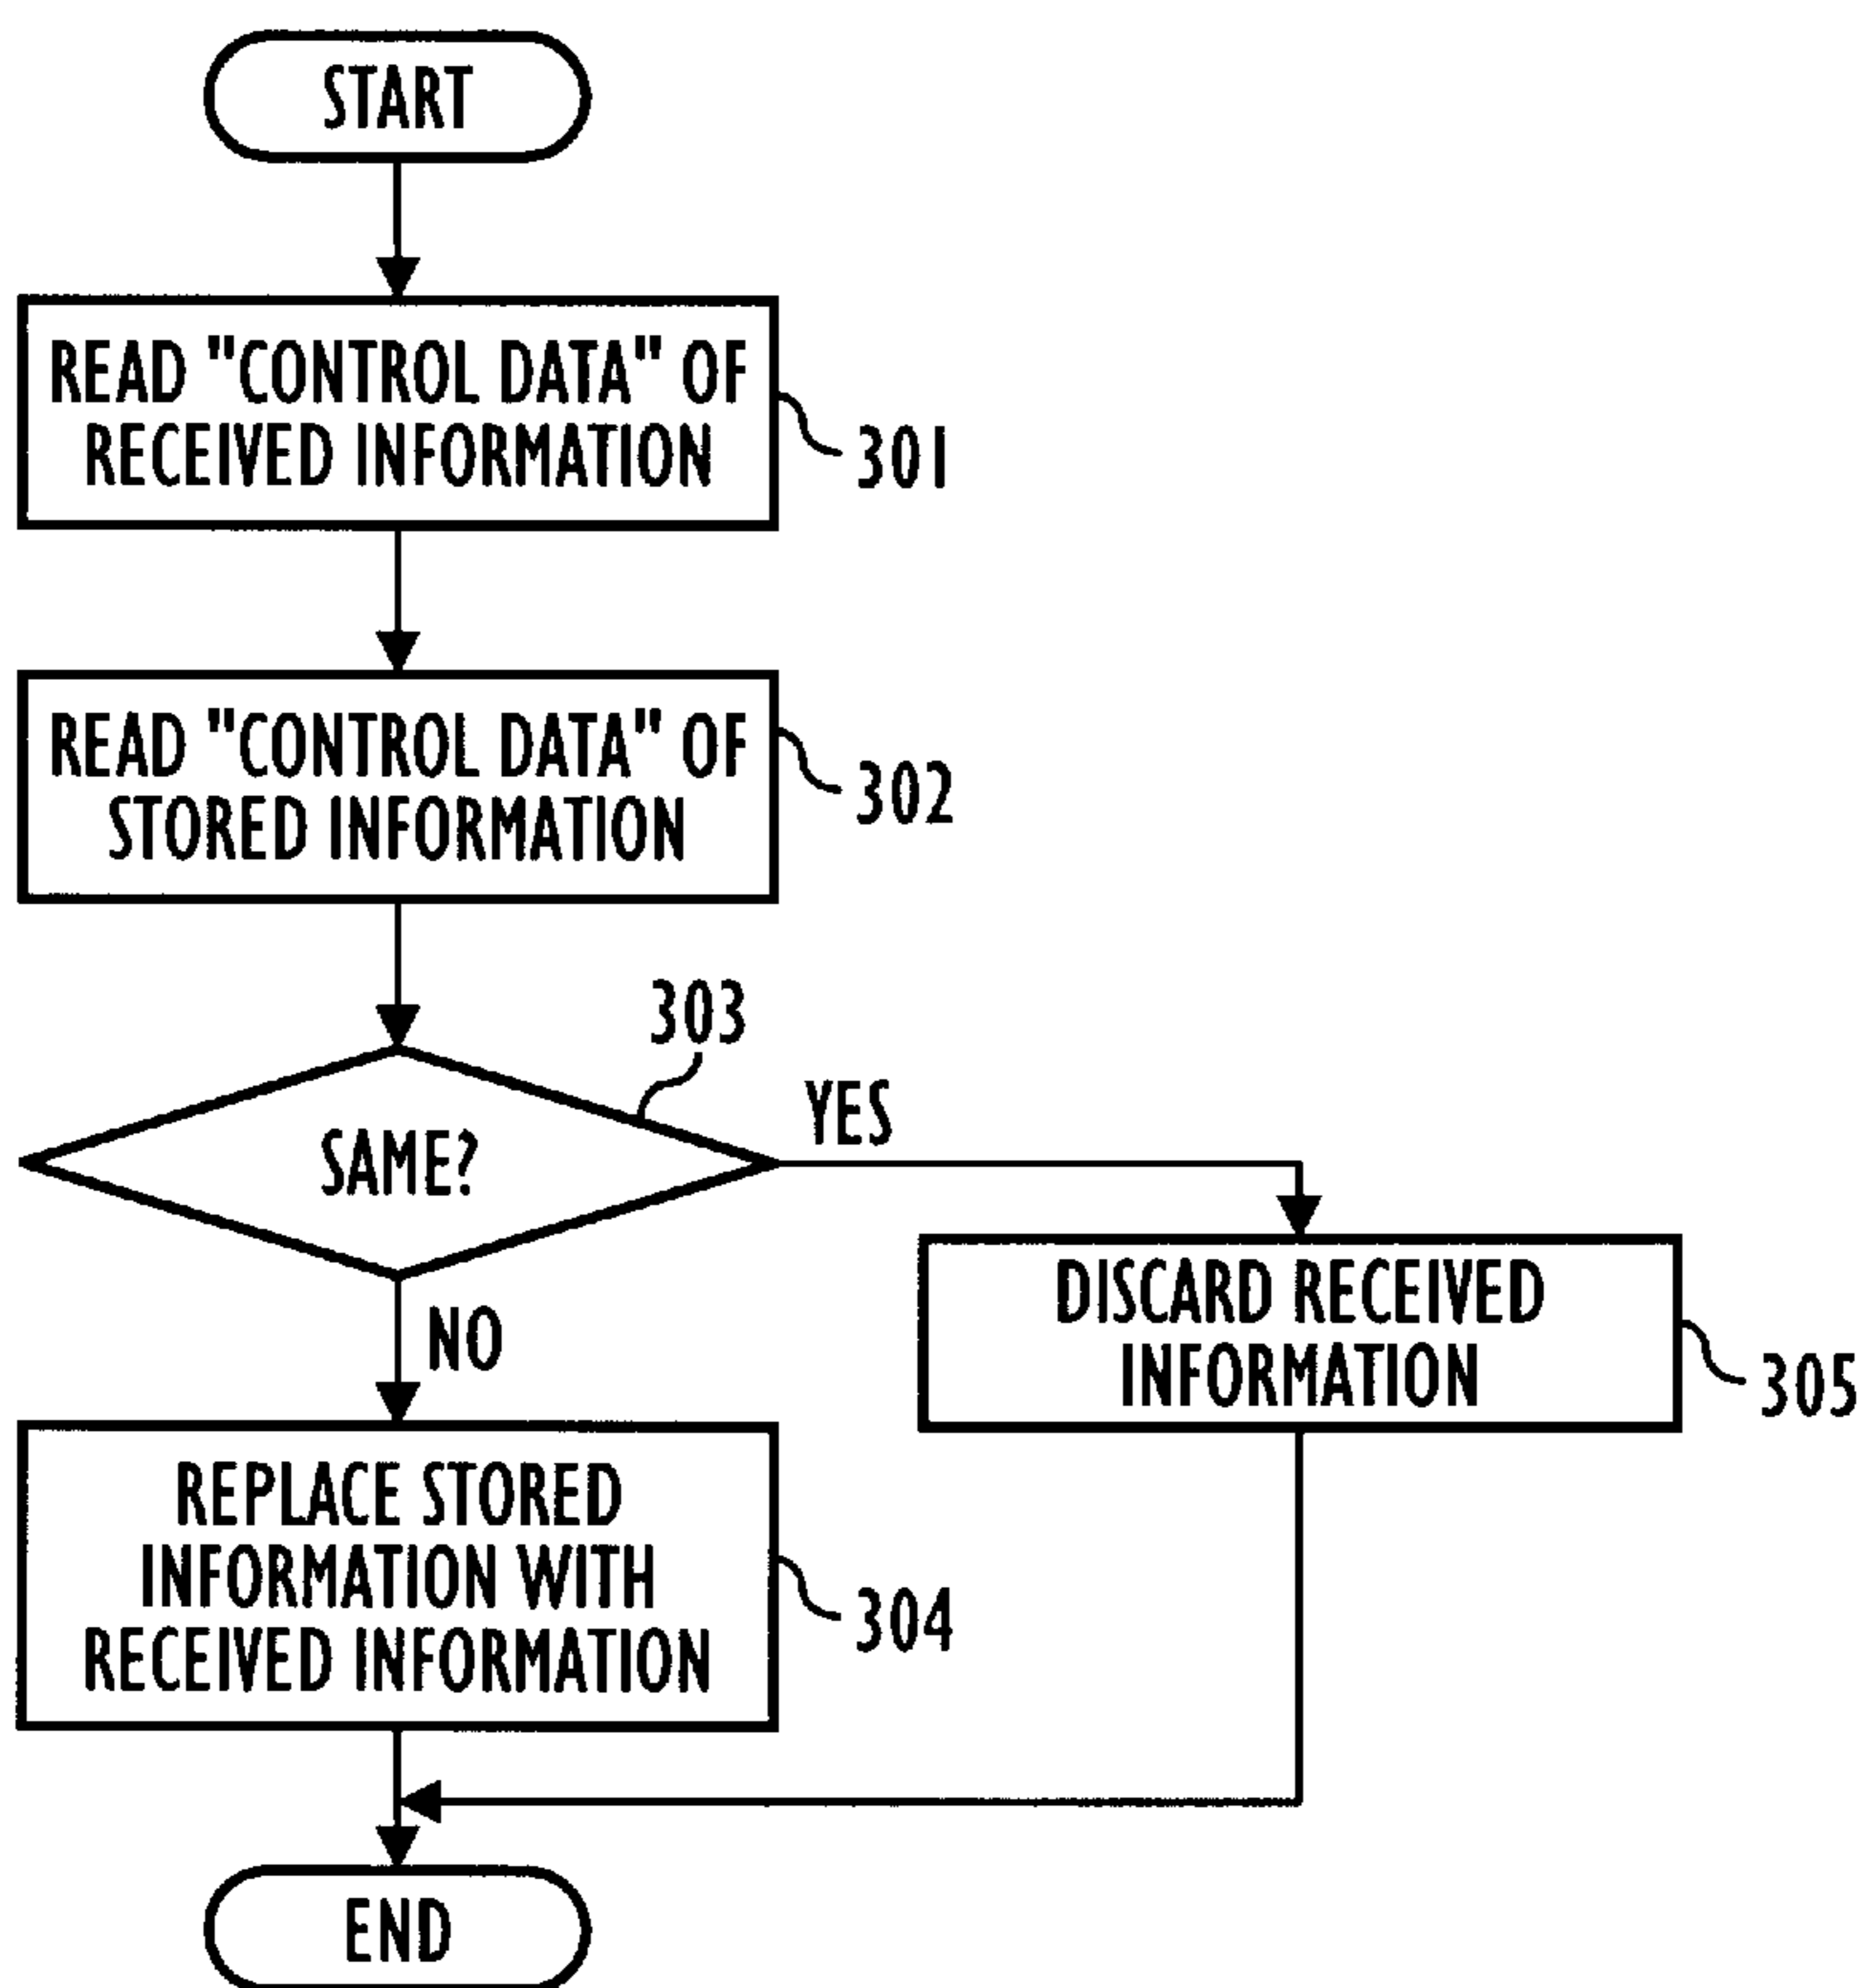 START
READ "CONTROL DATA" OF
RECEIVED INFORMATION
301
READ "CONTROL DATA" OF
STORED INFORMATION
302
303
SAME?
YES
NO
DISCARD RECEIVED
INFORMATION
305
REPLACE STORED
INFORMATION WITH
RECEIVED INFORMATION
304
END